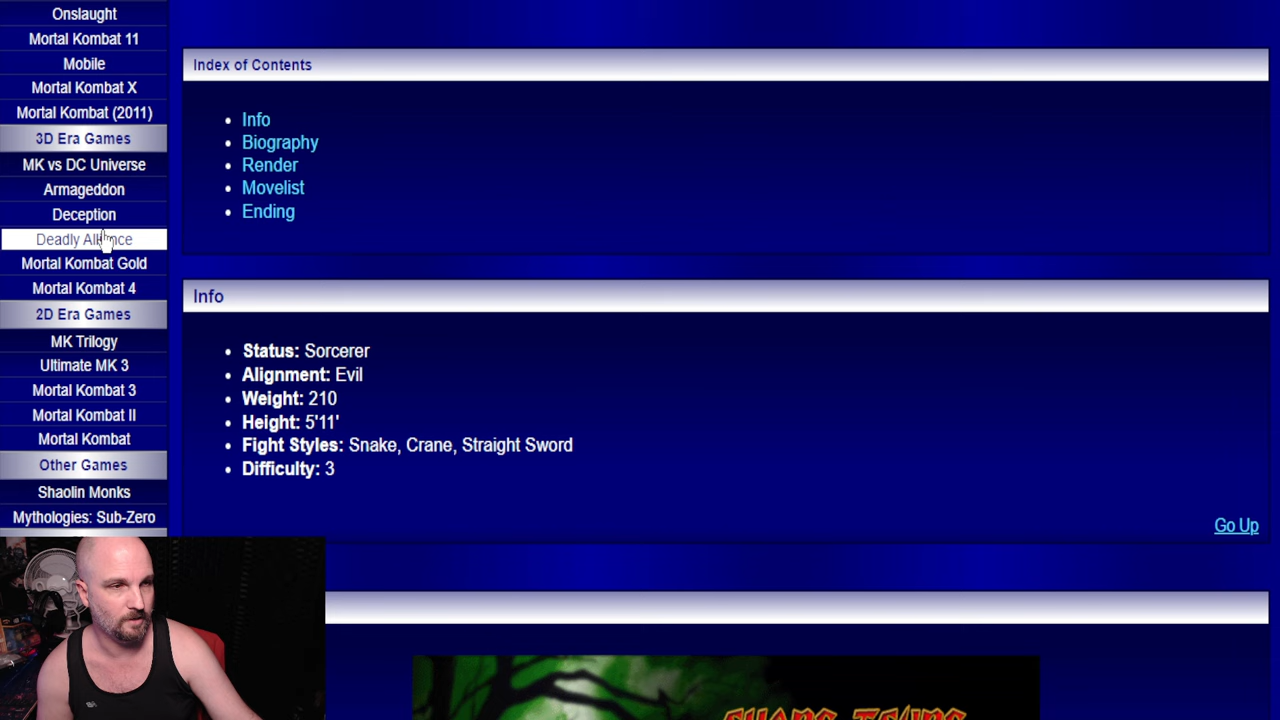 Onslaught
Mortal Kombat 11
Mobile
Mortal Kombat X
Mortal Kombat (2011)
3D Era Games
MK vs DC Universe
Armageddon
Deception
Deadly Alliance
Mortal Kombat Gold
Mortal Kombat 4
2D Era Games
MK Trilogy
Ultimate MK 3
Mortal Kombat 3
Mortal Kombat II
Mortal Kombat
Other Games
Shaolin Monks
Mythologies: Sub-Zero
Index of Contents
Info
Biography
Render
Movelist
Ending
Info
Status: Sorcerer
Alignment: Evil
Weight: 210
Height: 5'11'
Fight Styles: Snake, Crane, Straight Sword
Difficulty: 3
Go Up
SHANG TSUNG